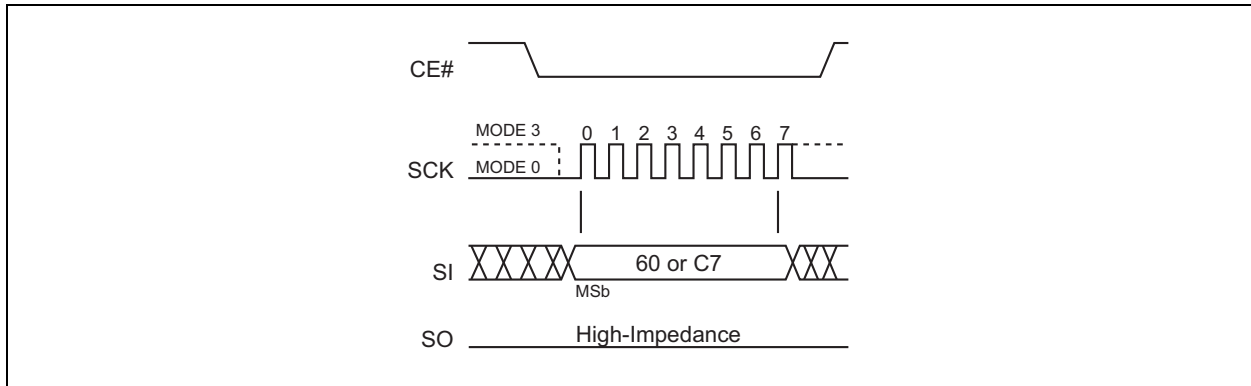 CE#
MODE 3
0 1 2 3 4 5 6 7
SCK
MODE 0
SI
60 or C7
MSb
SO
High-Impedance